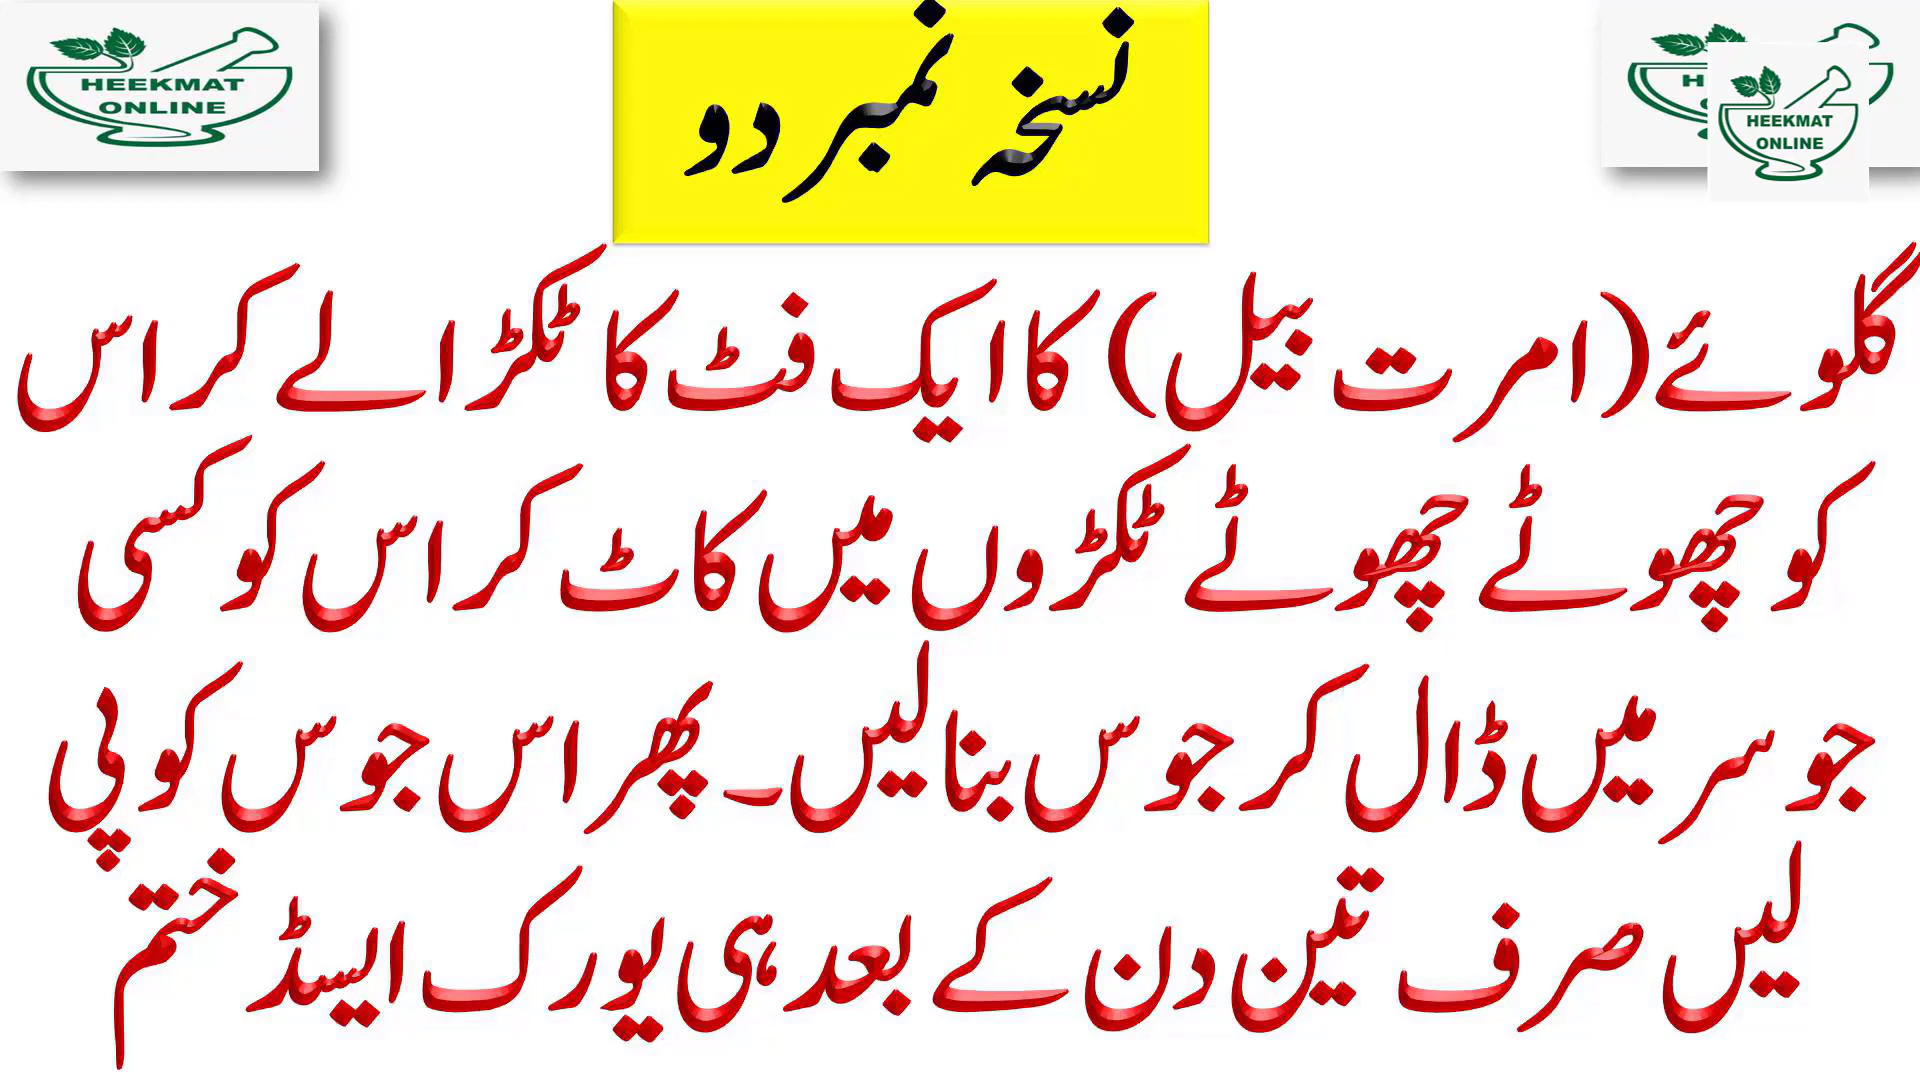 HEEKMAT
ONLINE
نسخہ نمبر دو
HEEKMAT
ONLINE
گلوئے(امرت بیل) کا ایک فٹ کا ٹکڑا لے کر اس
کو چھوٹے چھوٹے ٹکڑوں میں کاٹ کر اس کو کسی
جوسر میں ڈال کر جوس بنا لیں۔ پھر اس جوس کو پی
لیں صرف تین دن کے بعد ہی یورک ایسڈ ختم